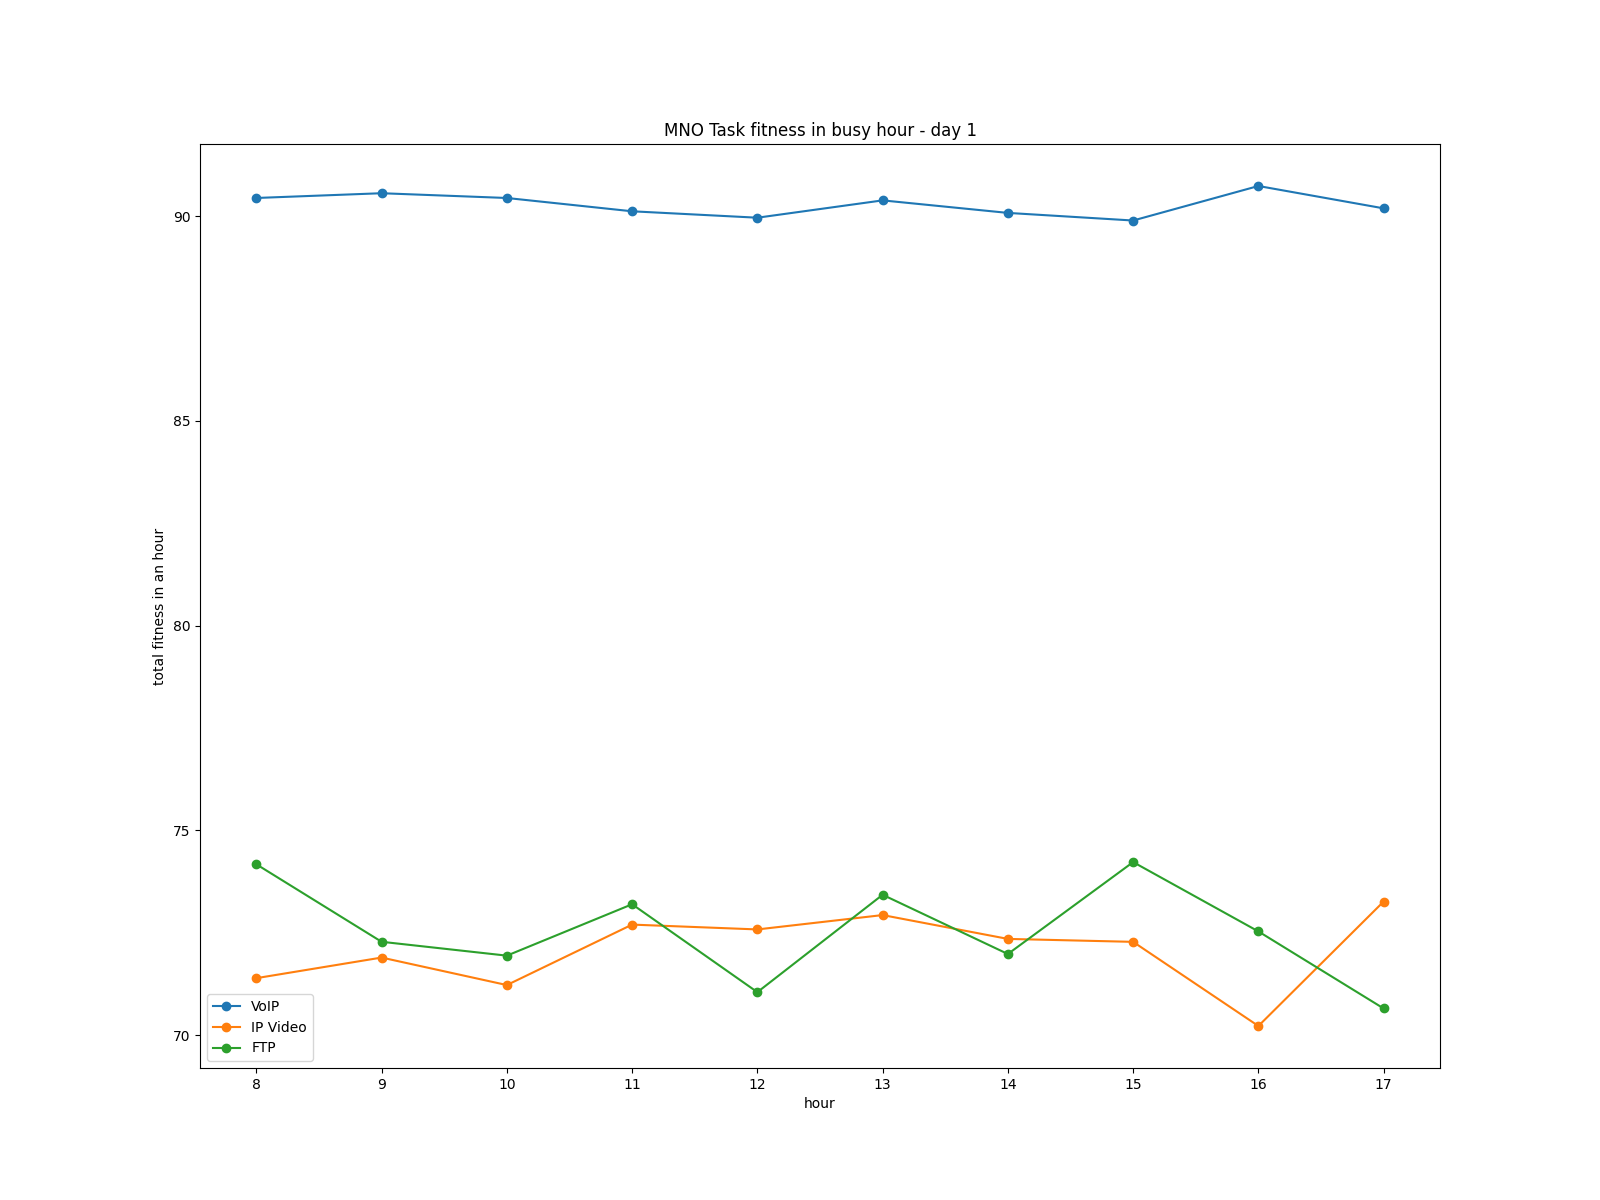 MNO Task fitness in busy hour - day 1
90
85
80
75
70
total fitness in an hour
VoIP
IP Video
FTP
8 9 10 11 12 13 14 15 16 17
hour